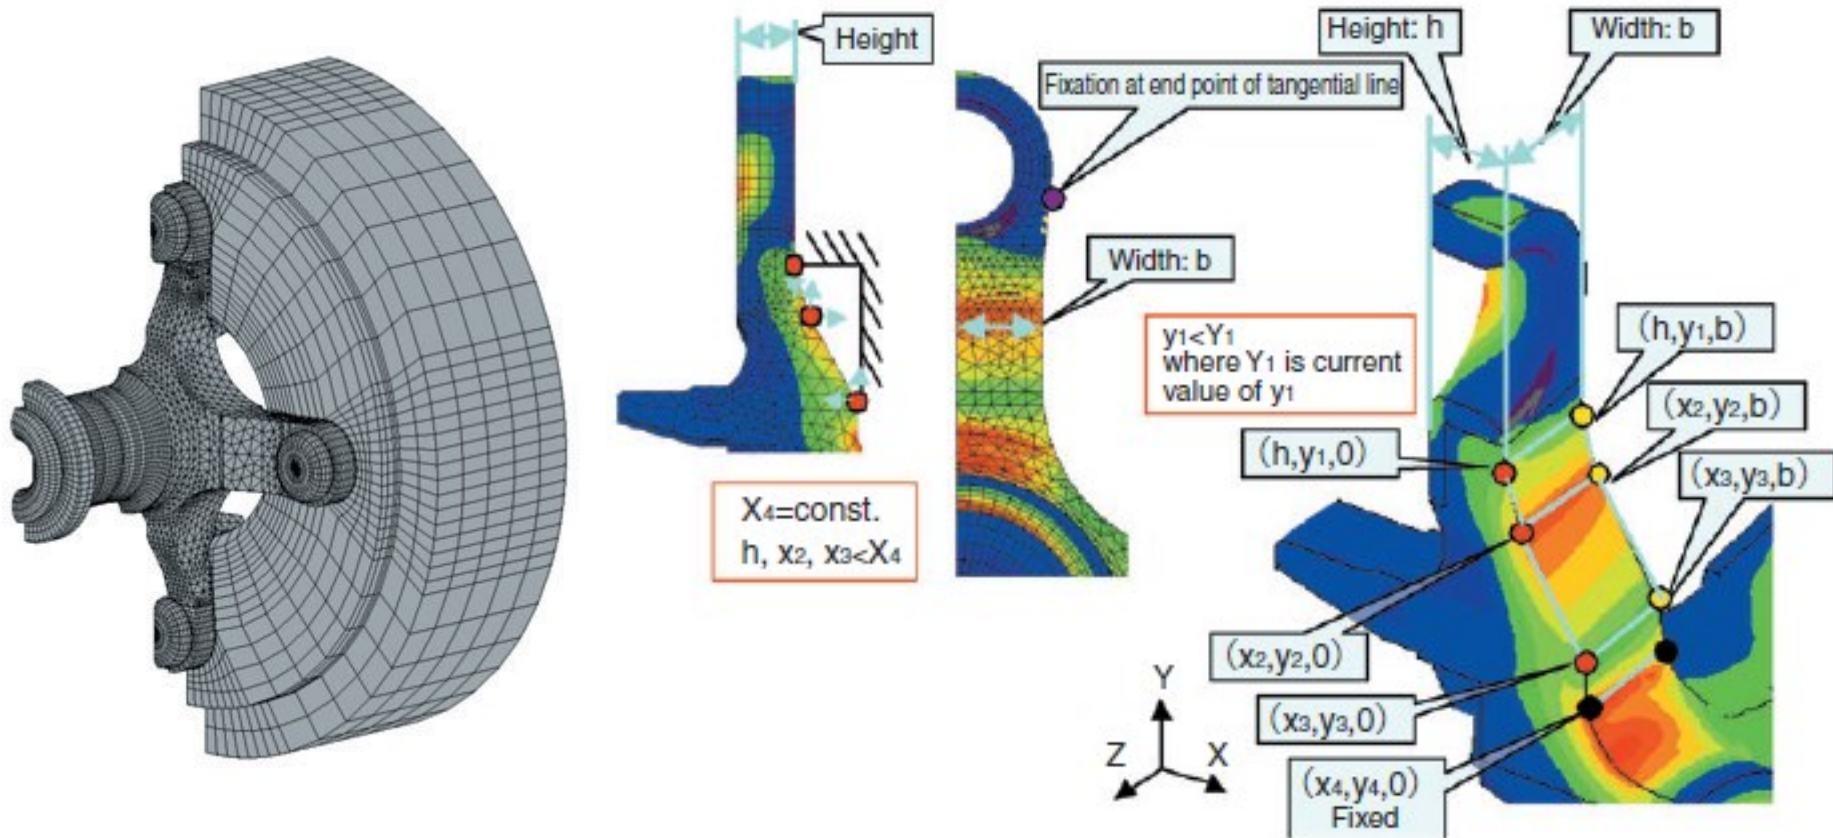 Height
Fixation at end point of tangential line
Height: h
Width: b
Width: b
y1<Y1
where Y1 is current
value of y1
(h,y1,b)
(x2,y2,b)
(x3,y3,b)
(h,y1,0)
X4=const.
h, x2, x3<X4
(x2,y2,0)
(x3,y3,0)
(x4,y4,0)
Fixed
Y
Z
X